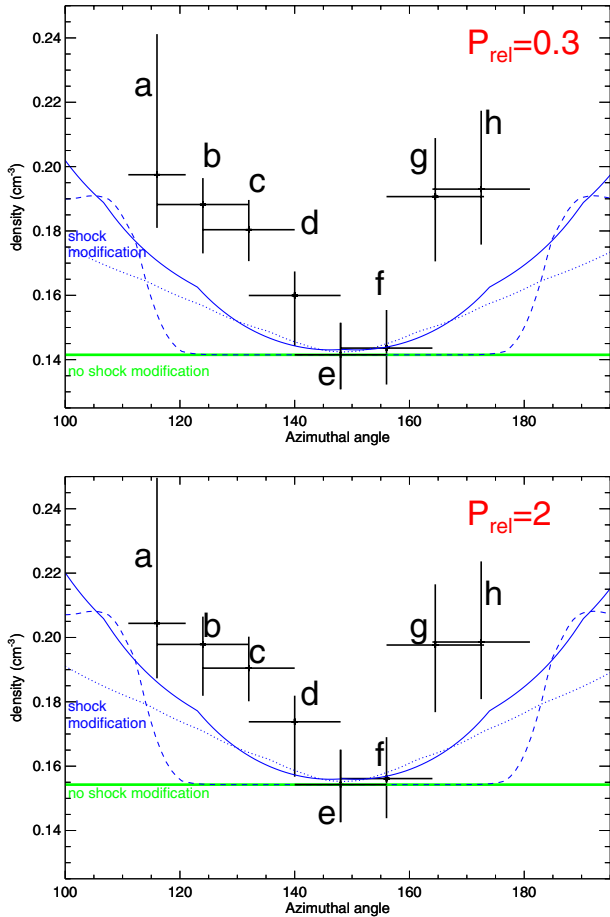 P_rel=0.3
0.24
0.22
0.20
0.18
0.16
0.14
density (cm⁻³)
a
b
c
d
e
f
g
h
shock
modification
no shock modification
100
120
140
160
180
Azimuthal angle
P_rel=2
0.24
0.22
0.20
0.18
0.16
0.14
density (cm⁻³)
a
b
c
d
e
f
g
h
shock
modification
no shock modification
100
120
140
160
180
Azimuthal angle